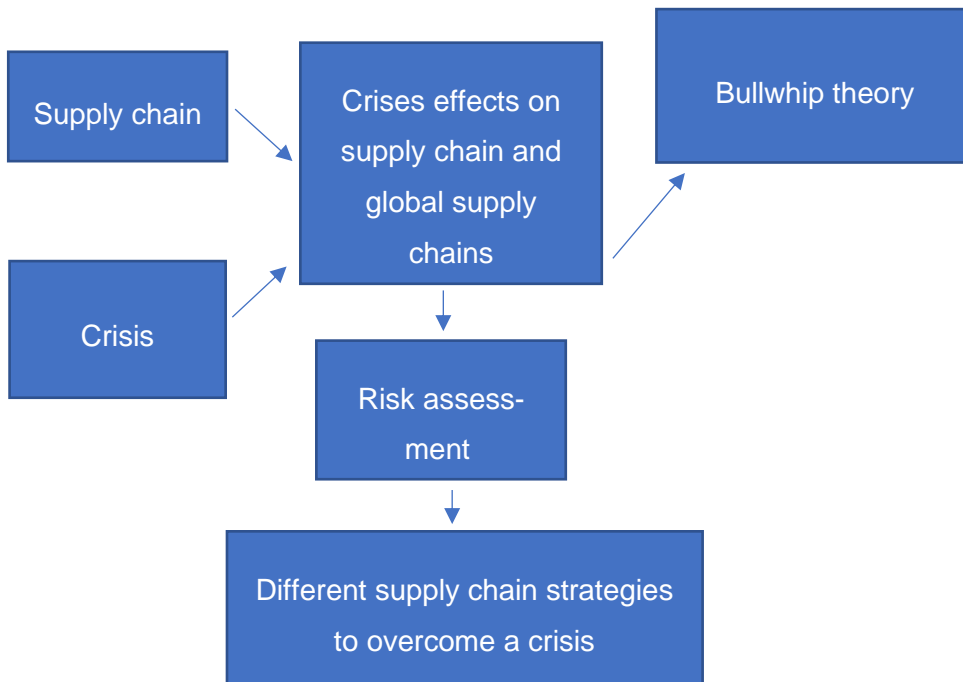 Supply chain
Crisis
Crises effects on
supply chain and
global supply
chains
Bullwhip theory
Risk assess-
ment
Different supply chain strategies
to overcome a crisis